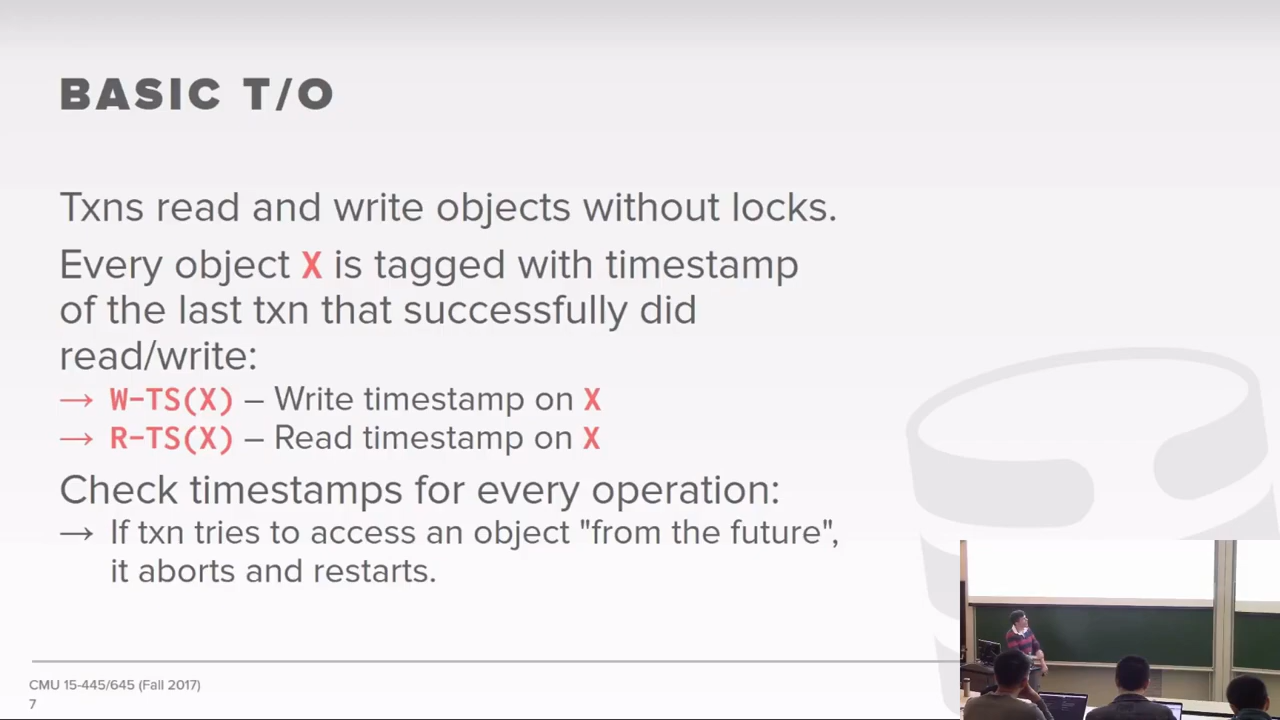 BASIC T/O
Txns read and write objects without locks.
Every object X is tagged with timestamp
of the last txn that successfully did
read/write:
→ W-TS(X) – Write timestamp on X
→ R-TS(X) – Read timestamp on X
Check timestamps for every operation:
→ If txn tries to access an object "from the future",
it aborts and restarts.
CMU 15-445/645 (Fall 2017)
7